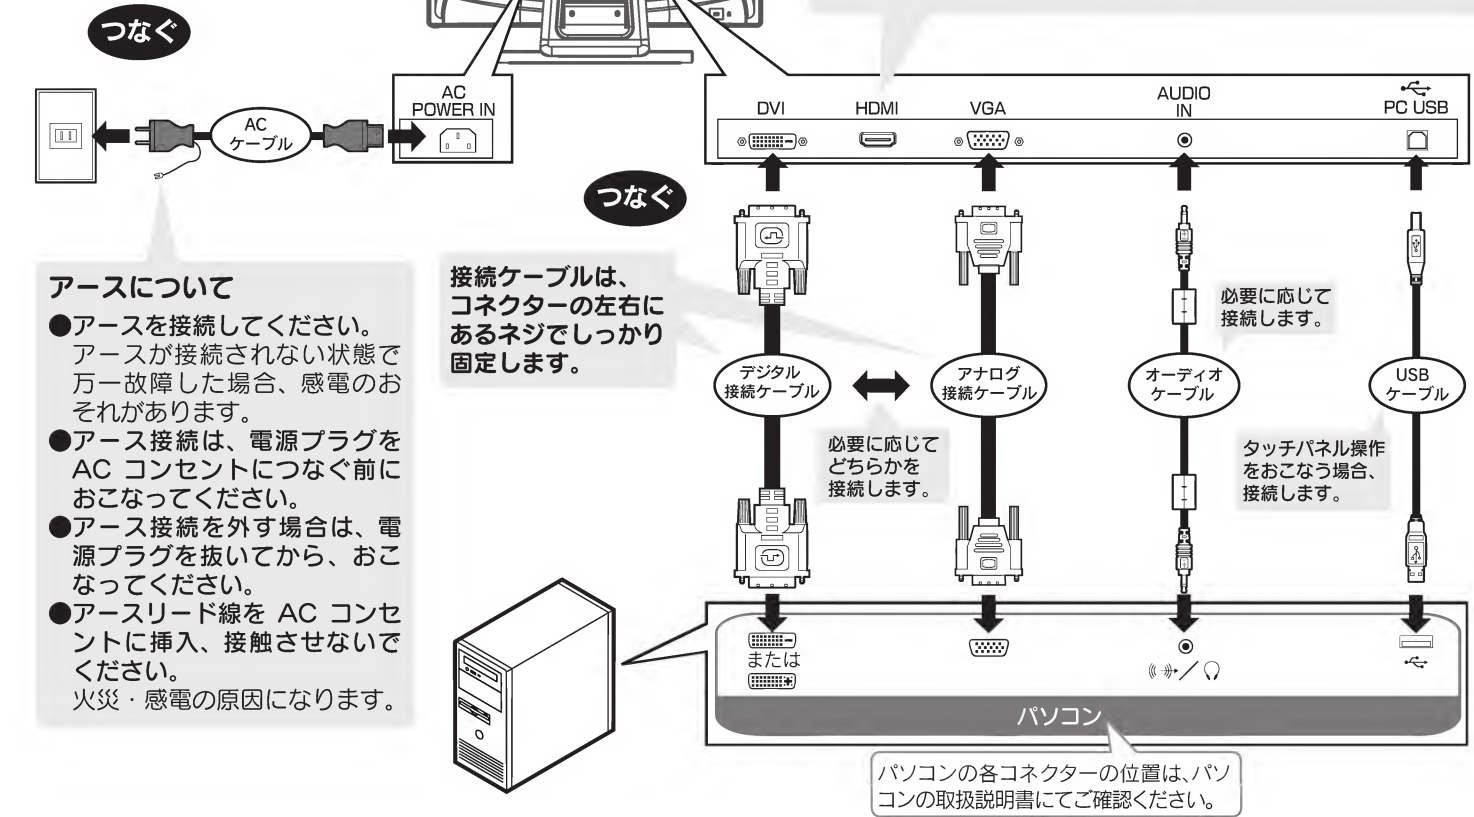 つなぐ
AC
POWER IN
AC
ケーブル
DVI
HDMI
VGA
AUDIO
IN
PC USB
つなぐ
アースについて
●アースを接続してください。
アースが接続されない状態で
万一故障した場合、感電のお
それがあります。
●アース接続は、電源プラグを
AC コンセントにつなぐ前に
おこなってください。
●アース接続を外す場合は、電
源プラグを抜いてから、おこ
なってください。
●アースリード線を AC コンセ
ントに挿入、接触させないで
ください。
火災・感電の原因になります。
接続ケーブルは、
コネクターの左右に
あるネジでしっかり
固定します。
デジタル
接続ケーブル
アナログ
接続ケーブル
必要に応じて
どちらかを
接続します。
オーディオ
ケーブル
必要に応じて
接続します。
USB
ケーブル
タッチパネル操作
をおこなう場合、
接続します。
または
パソコン
パソコンの各コネクターの位置は、パソ
コンの取扱説明書にてご確認ください。